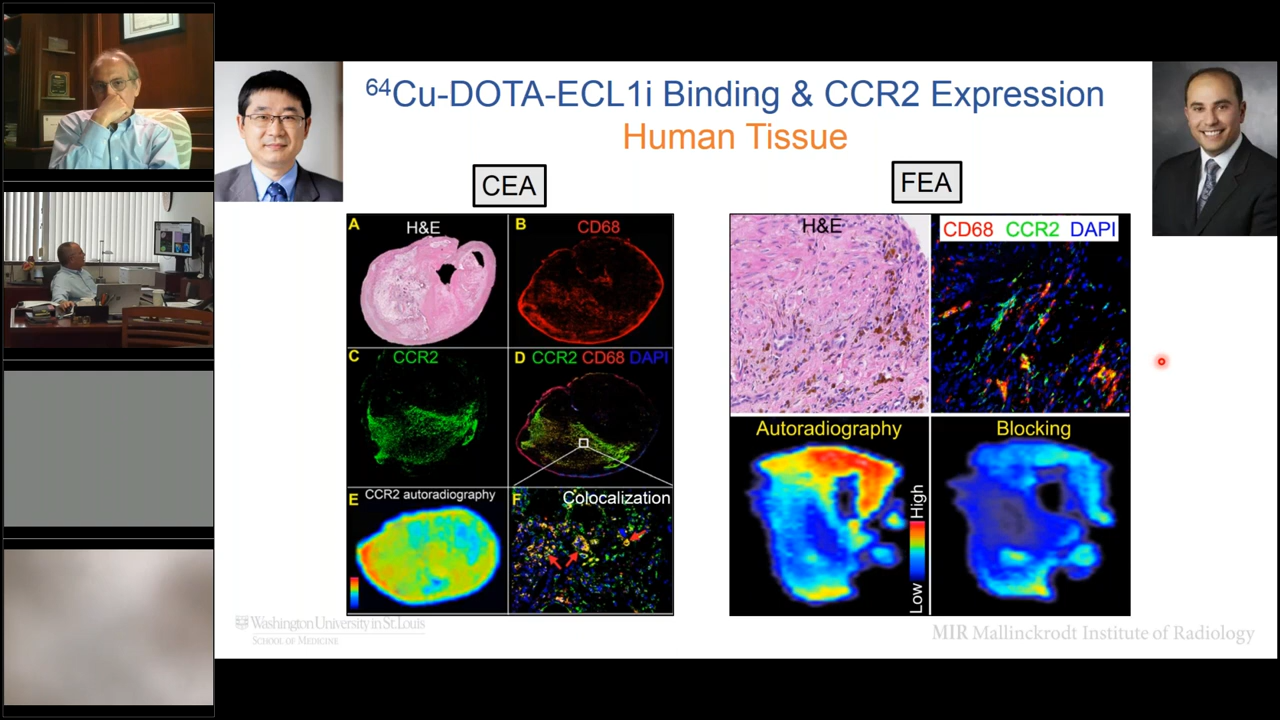 64Cu-DOTA-ECL1i Binding & CCR2 Expression
Human Tissue
CEA
FEA
A
H&E
B
CD68
C
CCR2
D
CCR2 CD68 DAPI
E
CCR2 autoradiography
F
Colocalization
H&E
CD68 CCR2 DAPI
Autoradiography
Blocking
High
Low
Washington University in St. Louis
SCHOOL OF MEDICINE
MIR Mallinckrodt Institute of Radiology